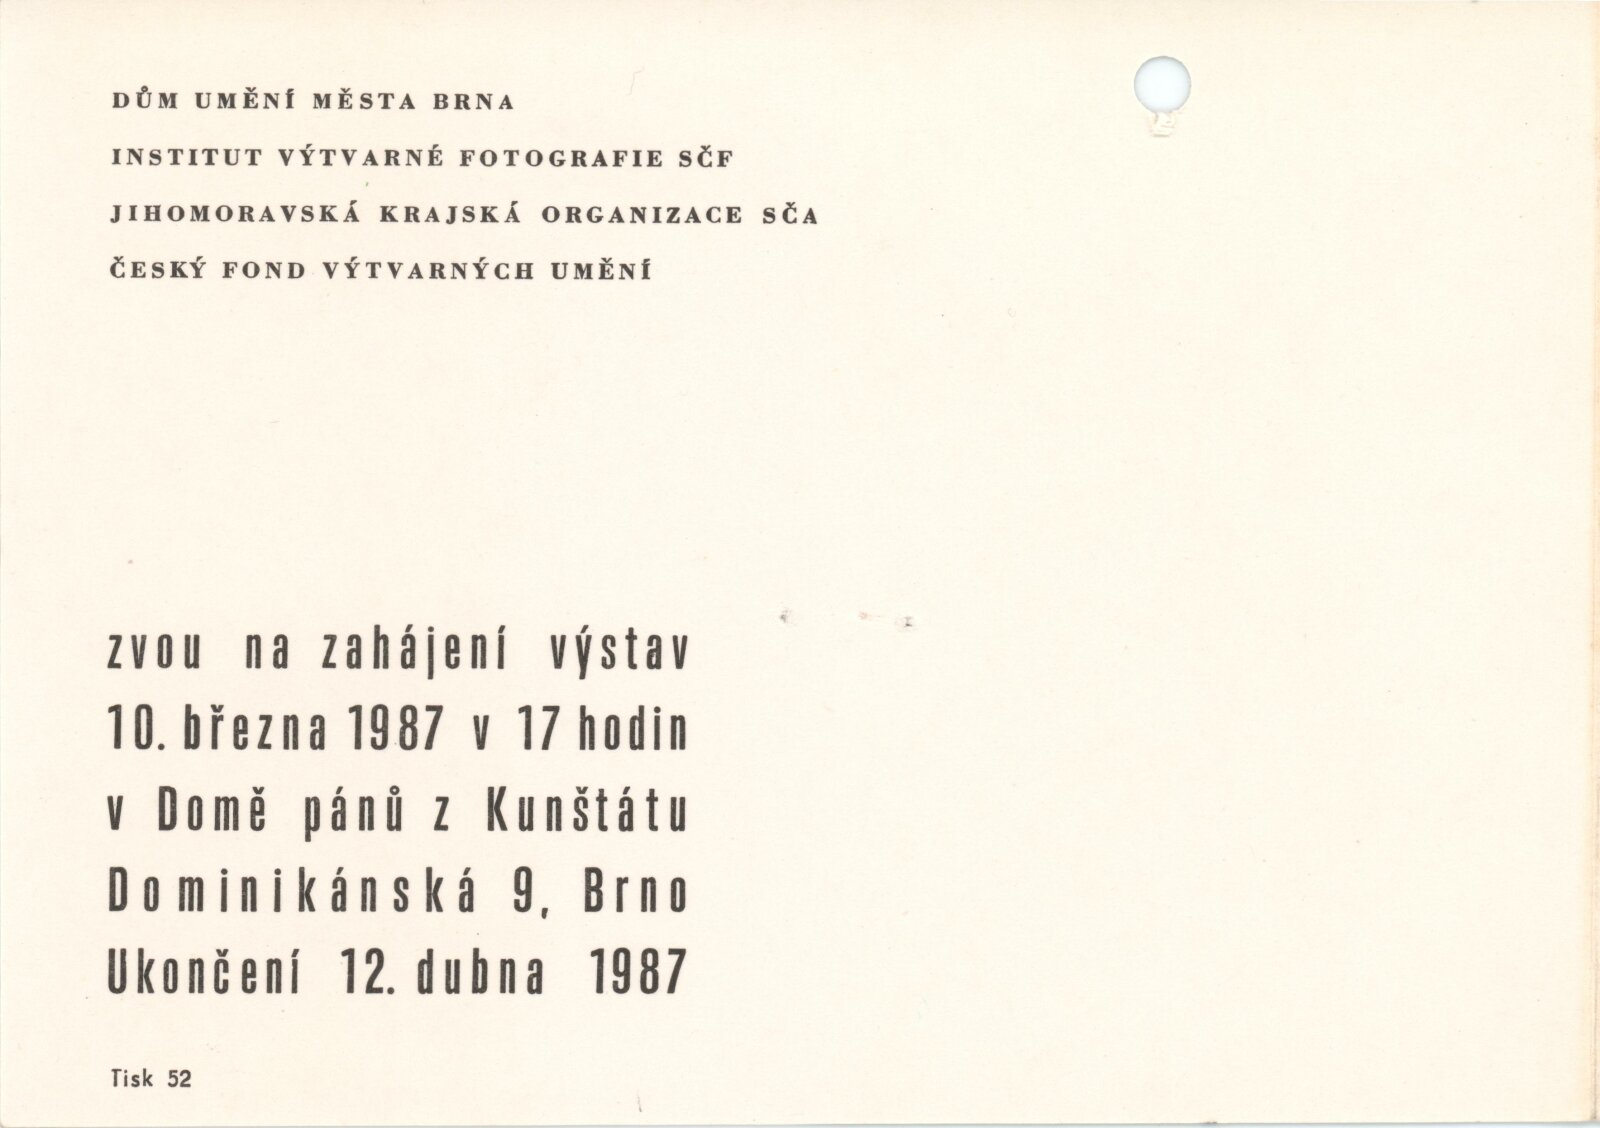 DŮM UMĚNÍ MĚSTA BRNA
INSTITUT VÝTVARNÉ FOTOGRAFIE SČF
JIHOMORAVSKÁ KRAJSKÁ ORGANIZACE SČA
ČESKÝ FOND VÝTVARNÝCH UMĚNÍ
zvou na zahájení výstav
10. března 1987 v 17 hodin
v Domě pánů z Kunštátu
Dominikánská 9, Brno
Ukončení 12. dubna 1987
Tisk 52